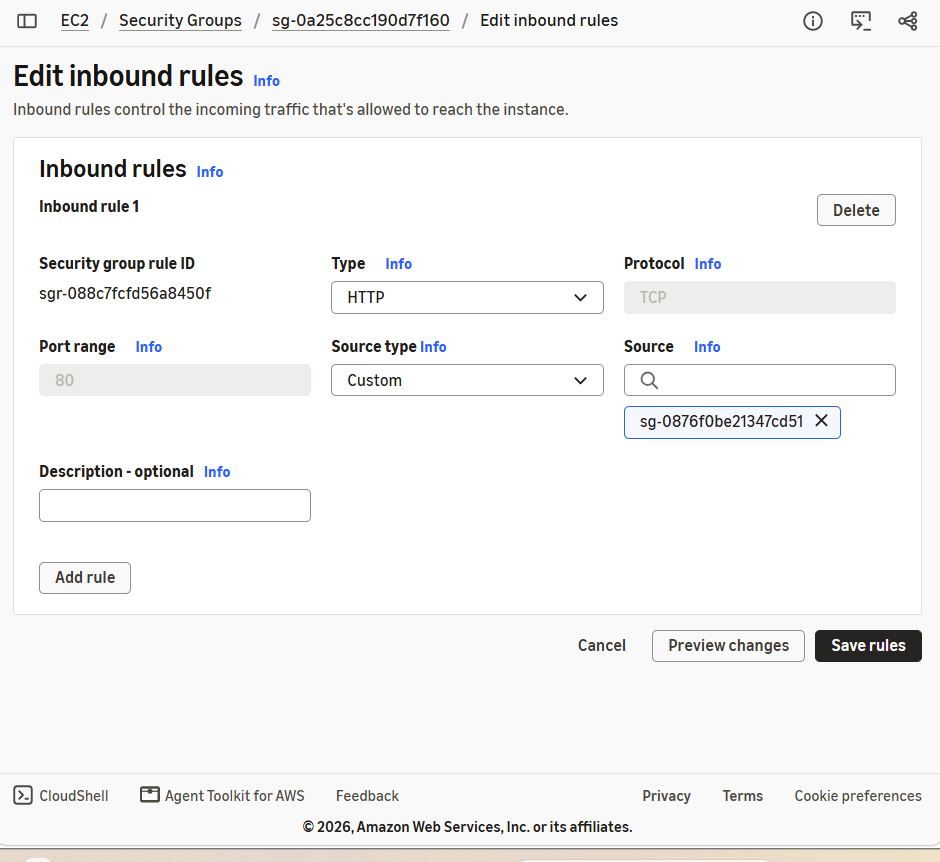 EC2 / Security Groups / sg-0a25c8cc190d7f160 / Edit inbound rules
Edit inbound rules Info
Inbound rules control the incoming traffic that's allowed to reach the instance.
Inbound rules Info
Inbound rule 1
Delete
Security group rule ID
sgr-088c7fcfd56a8450f
Type Info
HTTP
Protocol Info
TCP
Port range Info
80
Source type Info
Custom
Source Info
sg-0876f0be21347cd51
Description - optional Info
Add rule
Cancel Preview changes Save rules
CloudShell Agent Toolkit for AWS Feedback Privacy Terms Cookie preferences
© 2026, Amazon Web Services, Inc. or its affiliates.